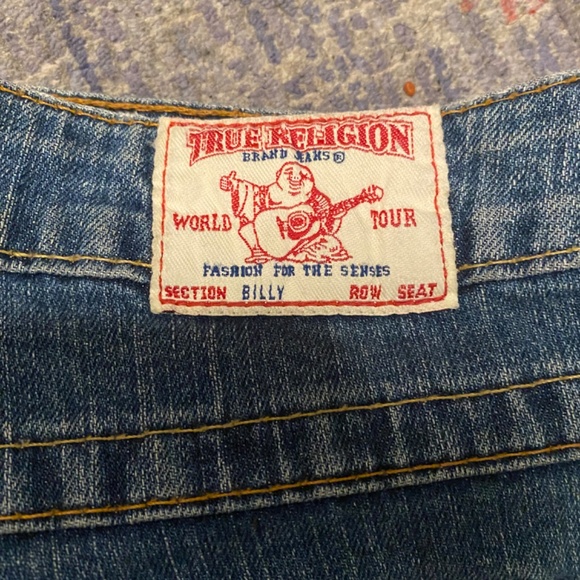 TRUE RELIGION
BRAND JEANS®
WORLD TOUR
FASHION FOR THE SENSES
SECTION BILLY ROW SEAT